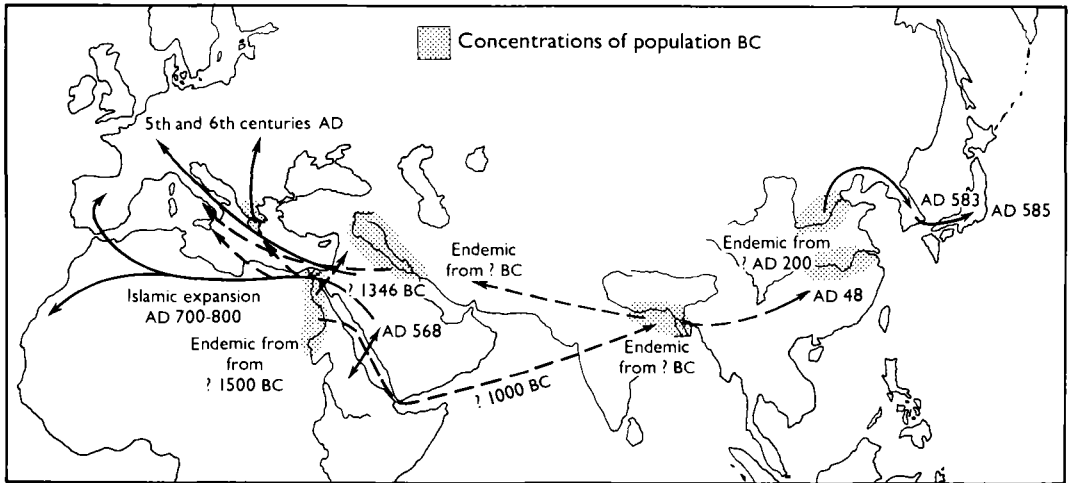 Concentrations of population BC
5th and 6th centuries AD
AD 583
AD 585
Endemic from
? AD 200
Endemic
from ? BC
? 1346 BC
AD 48
Islamic expansion
AD 700-800
AD 568
Endemic from
from
? 1500 BC
Endemic
from ? BC
? 1000 BC